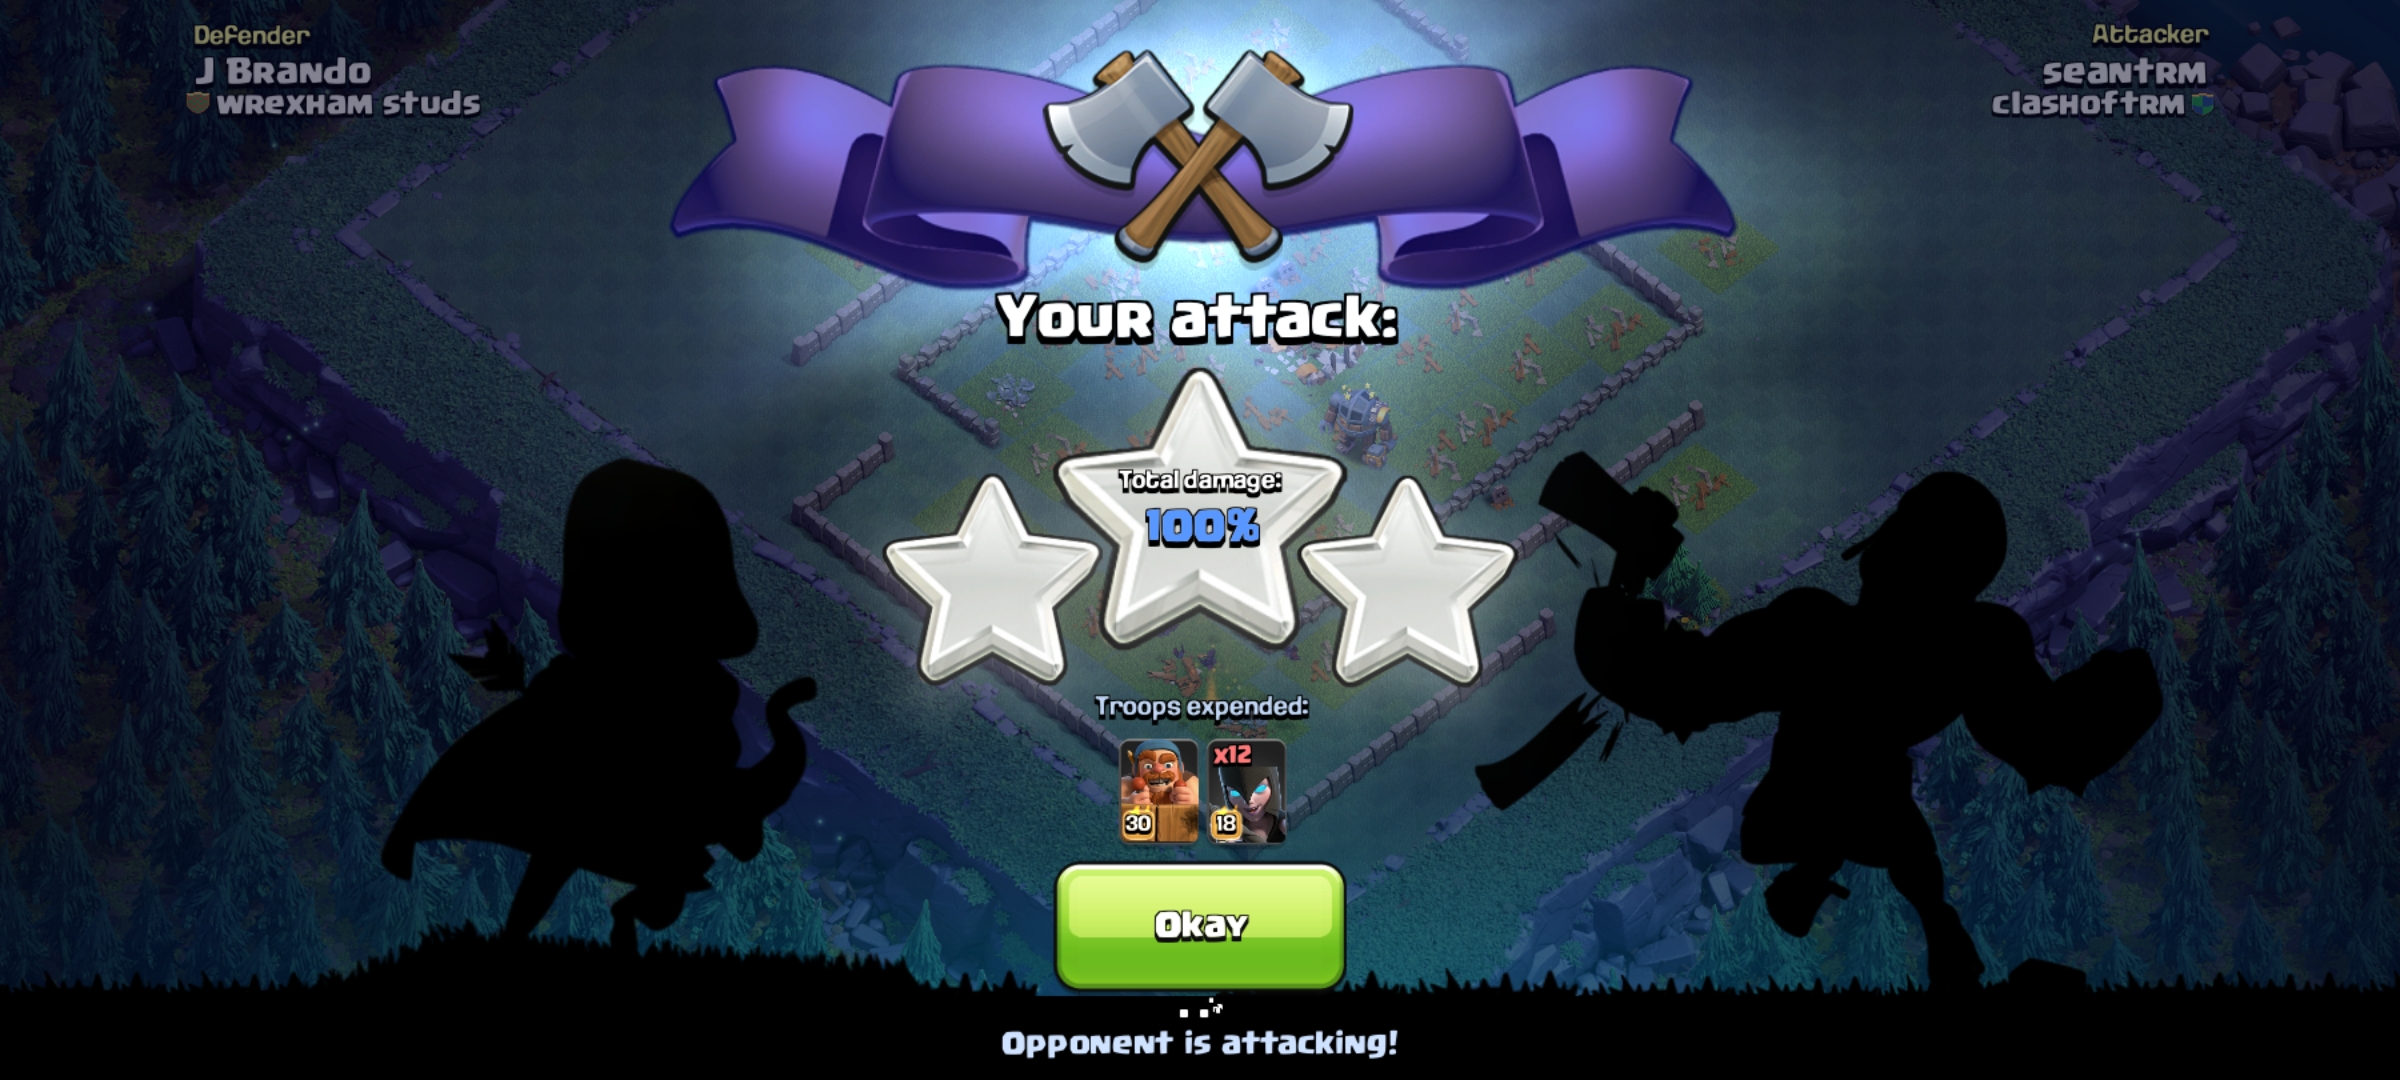 Defender
J Brando
wrexham studs
Attacker
seantrm
clashoftrm
Your attack:
Total damage:
100%
Troops expended:
x12
30
18
Okay
Opponent is attacking!